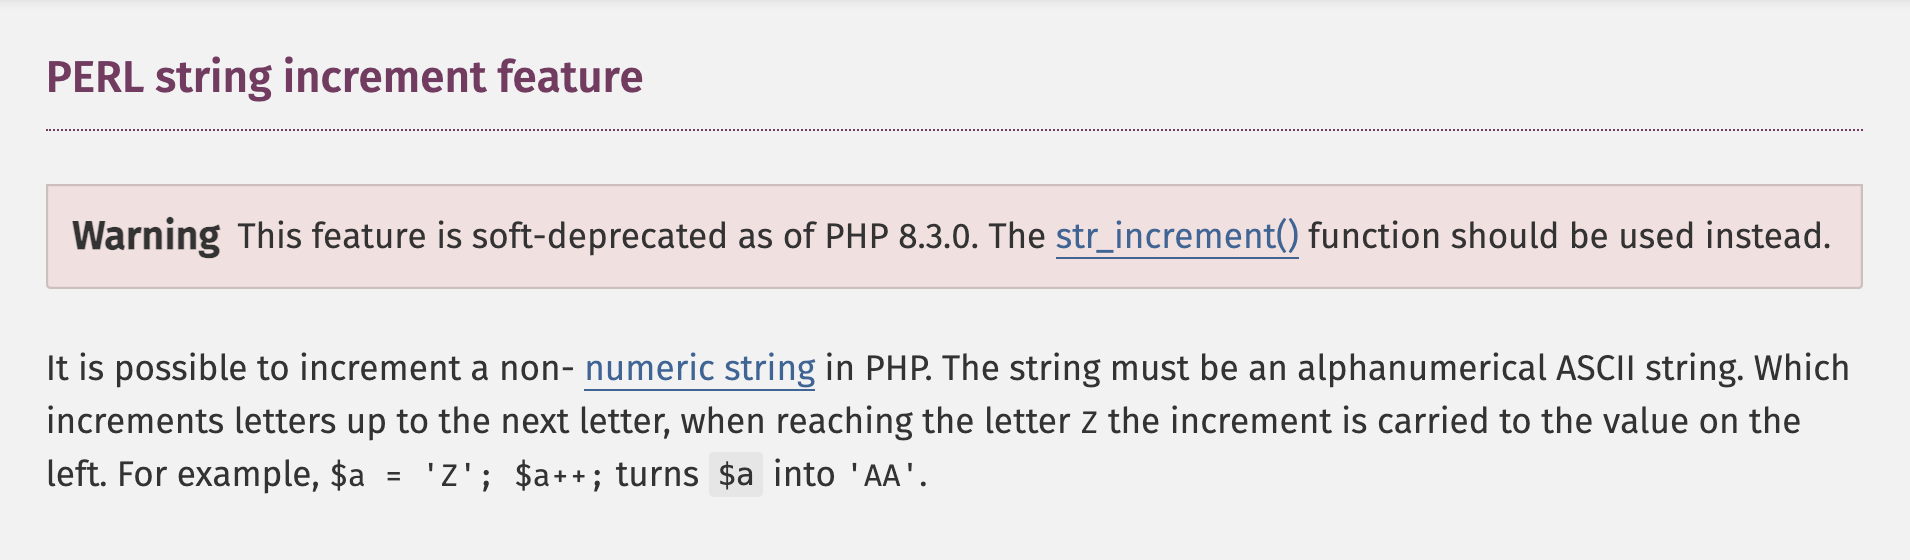 PERL string increment feature
Warning This feature is soft-deprecated as of PHP 8.3.0. The str_increment() function should be used instead.
It is possible to increment a non- numeric string in PHP. The string must be an alphanumerical ASCII string. Which
increments letters up to the next letter, when reaching the letter Z the increment is carried to the value on the
left. For example, $a = 'Z'; $a++; turns $a into 'AA'.